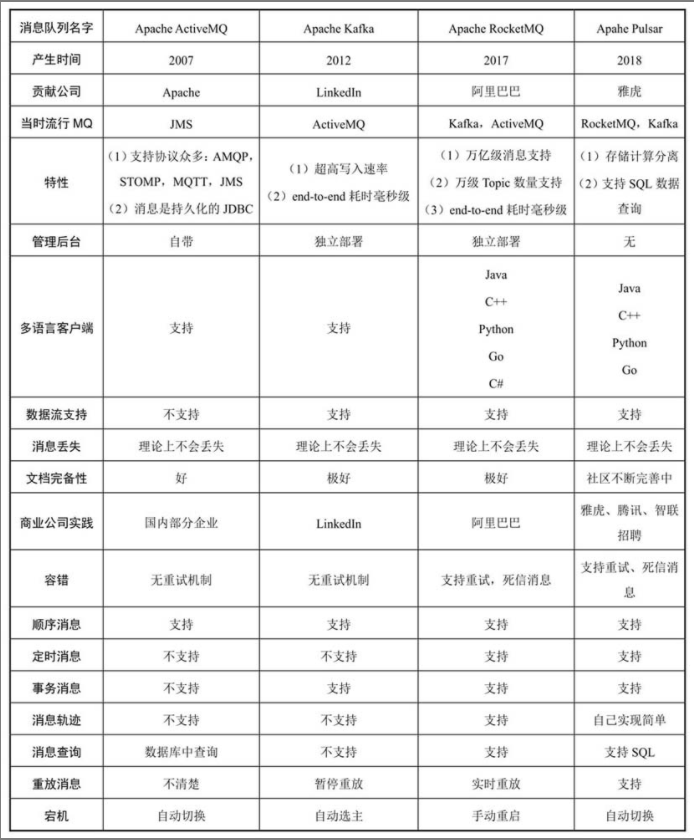 消息队列名字 Apache ActiveMQ Apache Kafka Apache RocketMQ Apahe Pulsar
产生时间 2007 2012 2017 2018
贡献公司 Apache LinkedIn 阿里巴巴 雅虎
当时流行 MQ JMS ActiveMQ Kafka，ActiveMQ RocketMQ，Kafka
特性
（1）支持协议众多：AMQP，
STOMP，MQTT，JMS
（2）消息是持久化的 JDBC
（1）超高写入速率
（2）end-to-end 耗时毫秒级
（1）万亿级消息支持
（2）万级 Topic 数量支持
（3）end-to-end 耗时毫秒级
（1）存储计算分离
（2）支持 SQL 数据
查询
管理后台 自带 独立部署 独立部署 无
多语言客户端 支持 支持
Java
C++
Python
Go
C#
Java
C++
Python
Go
数据流支持 不支持 支持 支持 支持
消息丢失 理论上不会丢失 理论上不会丢失 理论上不会丢失 理论上不会丢失
文档完备性 好 极好 极好 社区不断完善中
商业公司实践 国内部分企业 LinkedIn 阿里巴巴
雅虎、腾讯、智联
招聘
容错 无重试机制 无重试机制 支持重试，死信消息
支持重试、死信消
息
顺序消息 支持 支持 支持 支持
定时消息 不支持 不支持 支持 支持
事务消息 不支持 支持 支持 支持
消息轨迹 不支持 不支持 支持 自己实现简单
消息查询 数据库中查询 不支持 支持 支持 SQL
重放消息 不清楚 暂停重放 实时重放 支持
宕机 自动切换 自动选主 手动重启 自动切换